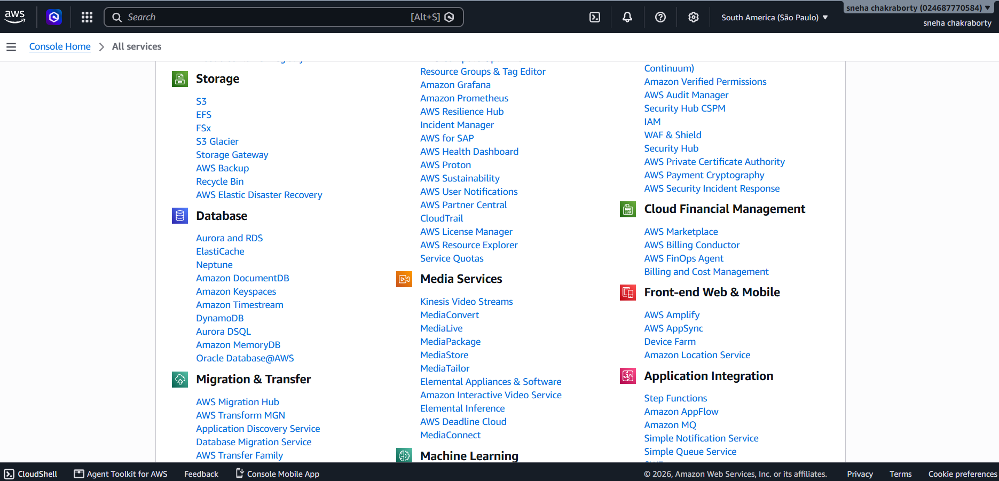 aws
Search
[Alt+S]
South America (São Paulo)
sneha chakraborty (024687770584)
sneha chakraborty
Console Home
All services
Storage
S3
EFS
FSx
S3 Glacier
Storage Gateway
AWS Backup
Recycle Bin
AWS Elastic Disaster Recovery
Database
Aurora and RDS
ElastiCache
Neptune
Amazon DocumentDB
Amazon Keyspaces
Amazon Timestream
DynamoDB
Aurora DSQL
Amazon MemoryDB
Oracle Database@AWS
Migration & Transfer
AWS Migration Hub
AWS Transform MGN
Application Discovery Service
Database Migration Service
AWS Transfer Family
Resource Groups & Tag Editor
Amazon Grafana
Amazon Prometheus
AWS Resilience Hub
Incident Manager
AWS for SAP
AWS Health Dashboard
AWS Proton
AWS Sustainability
AWS User Notifications
AWS Partner Central
CloudTrail
AWS License Manager
AWS Resource Explorer
Service Quotas
Media Services
Kinesis Video Streams
MediaConvert
MediaLive
MediaPackage
MediaStore
MediaTailor
Elemental Appliances & Software
Amazon Interactive Video Service
Elemental Inference
AWS Deadline Cloud
MediaConnect
Machine Learning
Continuum)
Amazon Verified Permissions
AWS Audit Manager
Security Hub CSPM
IAM
WAF & Shield
Security Hub
AWS Private Certificate Authority
AWS Payment Cryptography
AWS Security Incident Response
Cloud Financial Management
AWS Marketplace
AWS Billing Conductor
AWS FinOps Agent
Billing and Cost Management
Front-end Web & Mobile
AWS Amplify
AWS AppSync
Device Farm
Amazon Location Service
Application Integration
Step Functions
Amazon AppFlow
Amazon MQ
Simple Notification Service
Simple Queue Service
CloudShell
Agent Toolkit for AWS
Feedback
Console Mobile App
© 2026, Amazon Web Services, Inc. or its affiliates.
Privacy
Terms
Cookie preferences